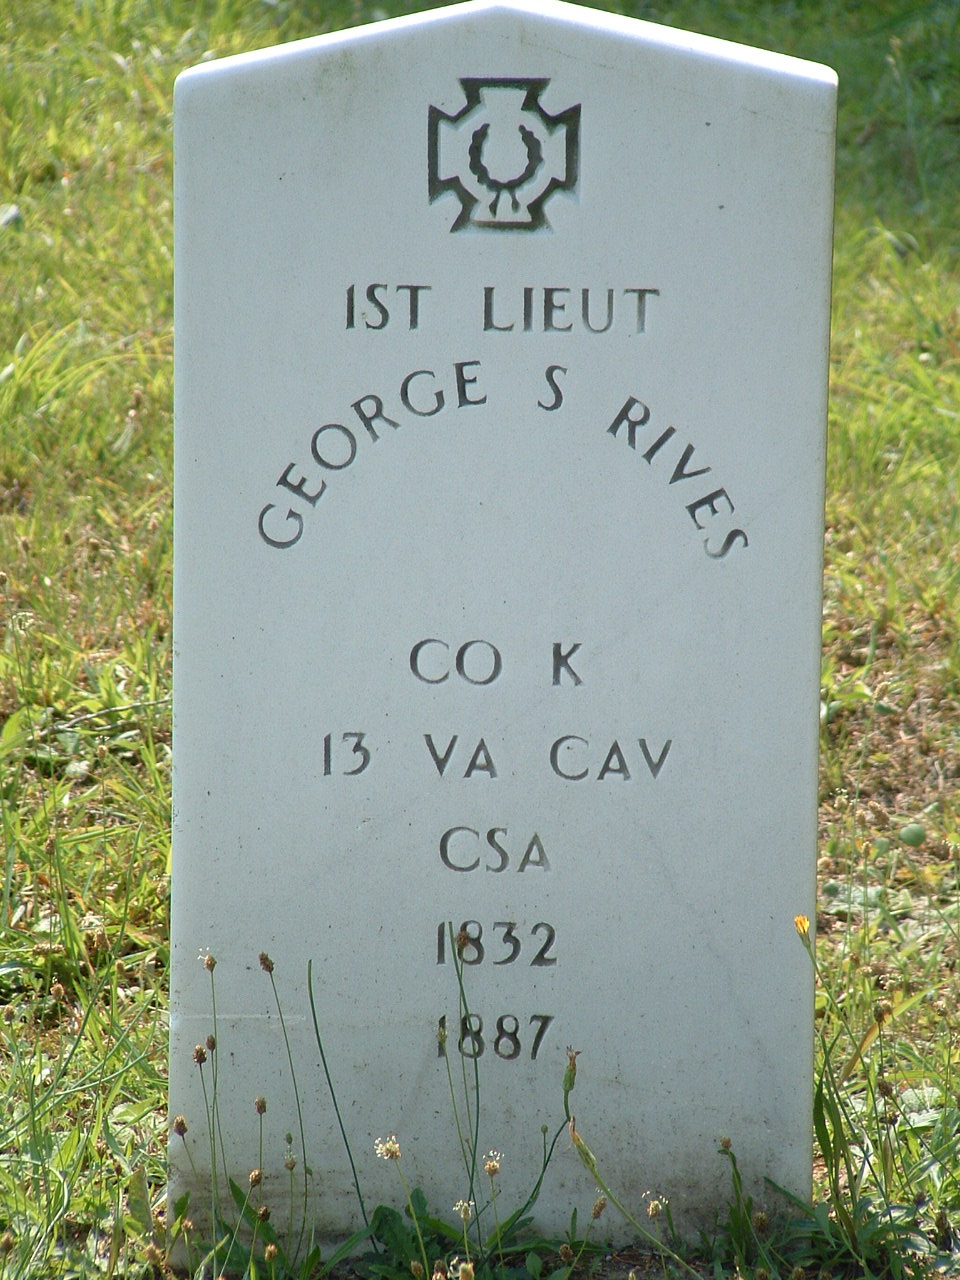 1ST LIEUT
GEORGE S RIVES
CO K
13 VA CAV
CSA
1832
1887